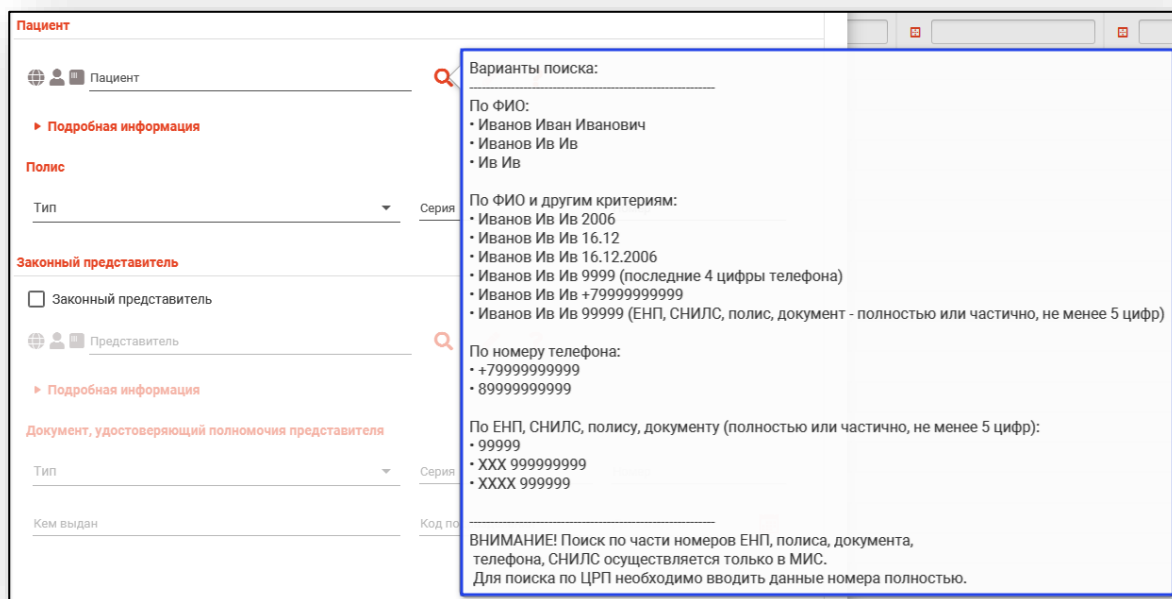 Пациент
Пациент
Подробная информация
Полис
Тип
Серия
Законный представитель
Законный представитель
Представитель
Подробная информация
Документ, удостоверяющий полномочия представителя
Тип
Серия
Кем выдан
Код по
Варианты поиска:
--------------------------------------------------------------
По ФИО:
• Иванов Иван Иванович
• Иванов Ив Ив
• Ив Ив
По ФИО и другим критериям:
• Иванов Ив Ив 2006
• Иванов Ив Ив 16.12
• Иванов Ив Ив 16.12.2006
• Иванов Ив Ив 9999 (последние 4 цифры телефона)
• Иванов Ив Ив +79999999999
• Иванов Ив Ив 99999 (ЕНП, СНИЛС, полис, документ - полностью или частично, не менее 5 цифр)
По номеру телефона:
• +79999999999
• 89999999999
По ЕНП, СНИЛС, полису, документу (полностью или частично, не менее 5 цифр):
• 99999
• XXX 999999999
• XXXX 999999
--------------------------------------------------------------
ВНИМАНИЕ! Поиск по части номеров ЕНП, полиса, документа,
телефона, СНИЛС осуществляется только в МИС.
Для поиска по ЦРП необходимо вводить данные номера полностью.